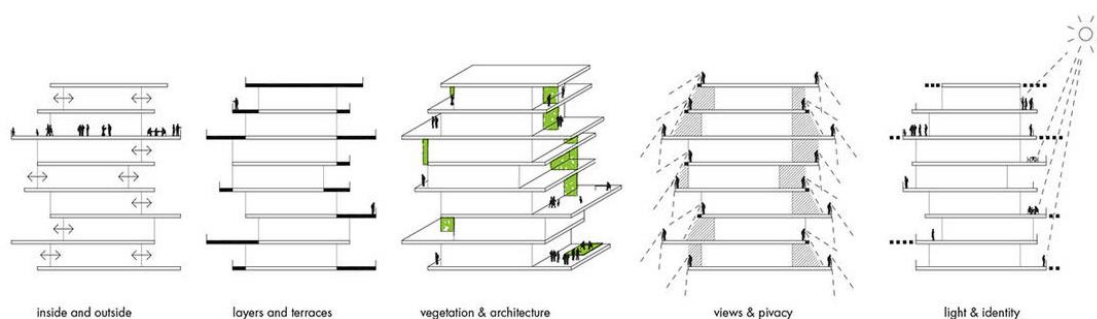 inside and outside
layers and terraces
vegetation & architecture
views & pivacy
light & identity